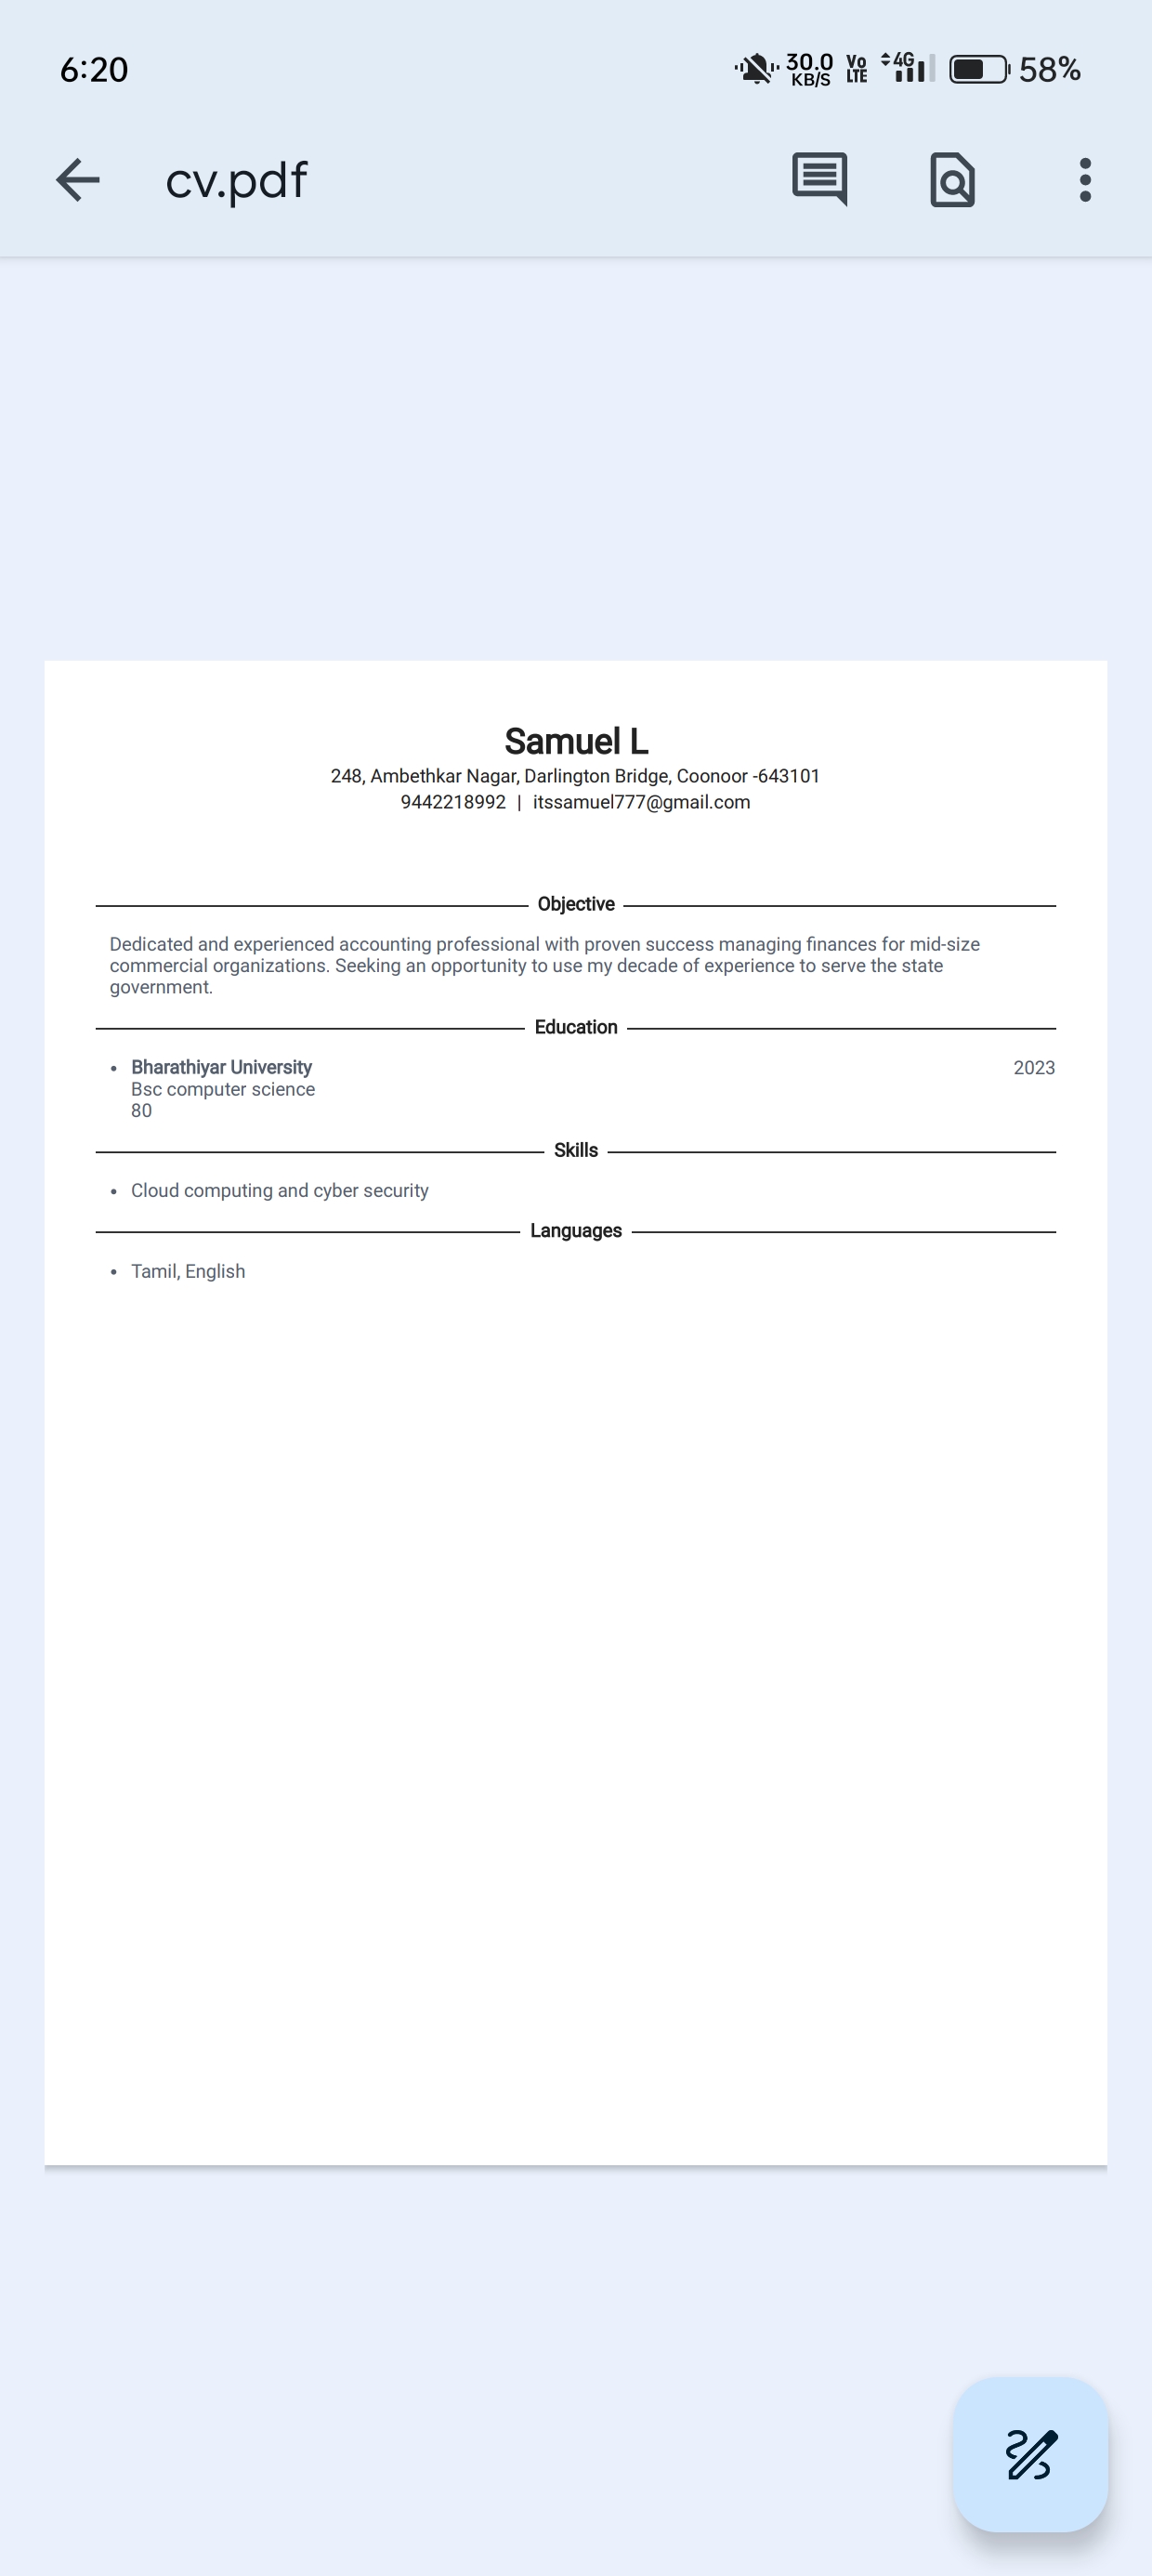 6:20
30.0 KB/S Vo LTE 4G 58%
cv.pdf
Samuel L
248, Ambethkar Nagar, Darlington Bridge, Coonoor -643101
9442218992 | itssamuel777@gmail.com
Objective
Dedicated and experienced accounting professional with proven success managing finances for mid-size
commercial organizations. Seeking an opportunity to use my decade of experience to serve the state
government.
Education
• Bharathiyar University 2023
Bsc computer science
80
Skills
• Cloud computing and cyber security
Languages
• Tamil, English